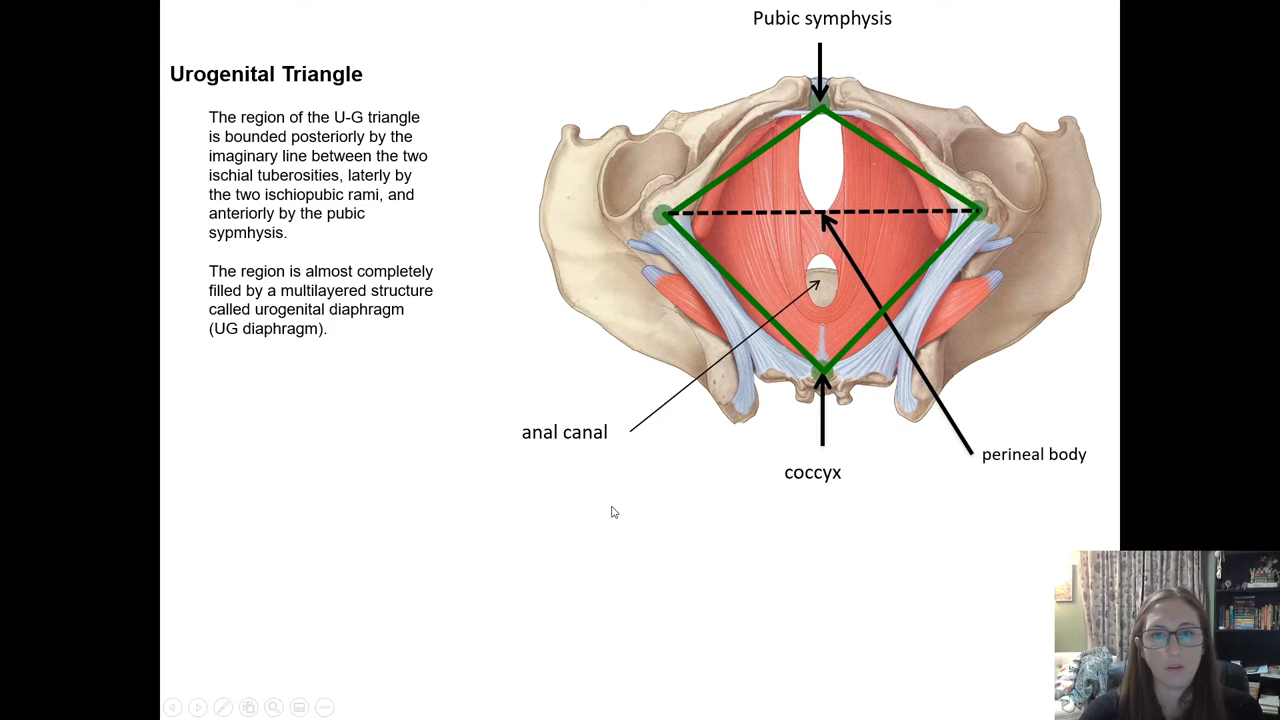 Pubic symphysis
Urogenital Triangle
The region of the U-G triangle
is bounded posteriorly by the
imaginary line between the two
ischial tuberosities, laterly by
the two ischiopubic rami, and
anteriorly by the pubic
sypmhysis.
The region is almost completely
filled by a multilayered structure
called urogenital diaphragm
(UG diaphragm).
anal canal
perineal body
coccyx